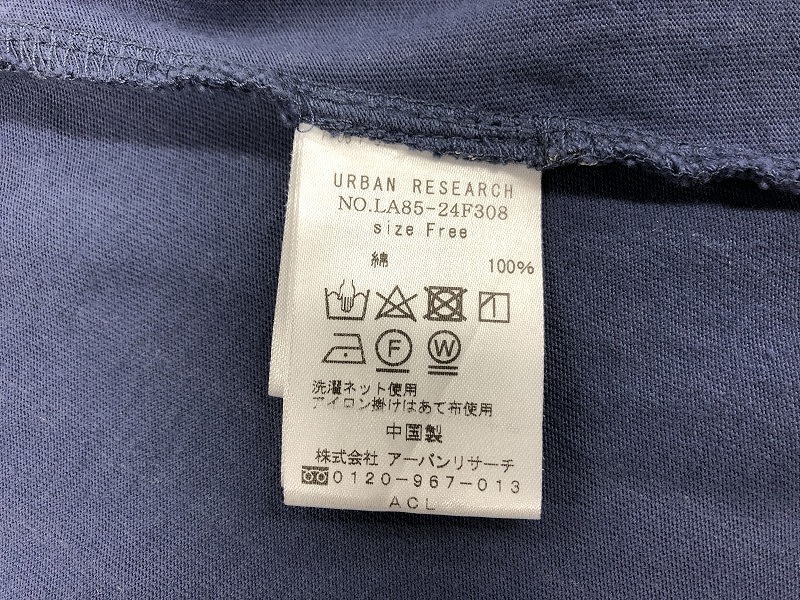 URBAN RESEARCH
NO.LA85-24F308
size Free
綿 100%
F W
洗濯ネット使用
アイロン掛けはあて布使用
中国製
株式会社 アーバンリサーチ
0120-967-013
ACL